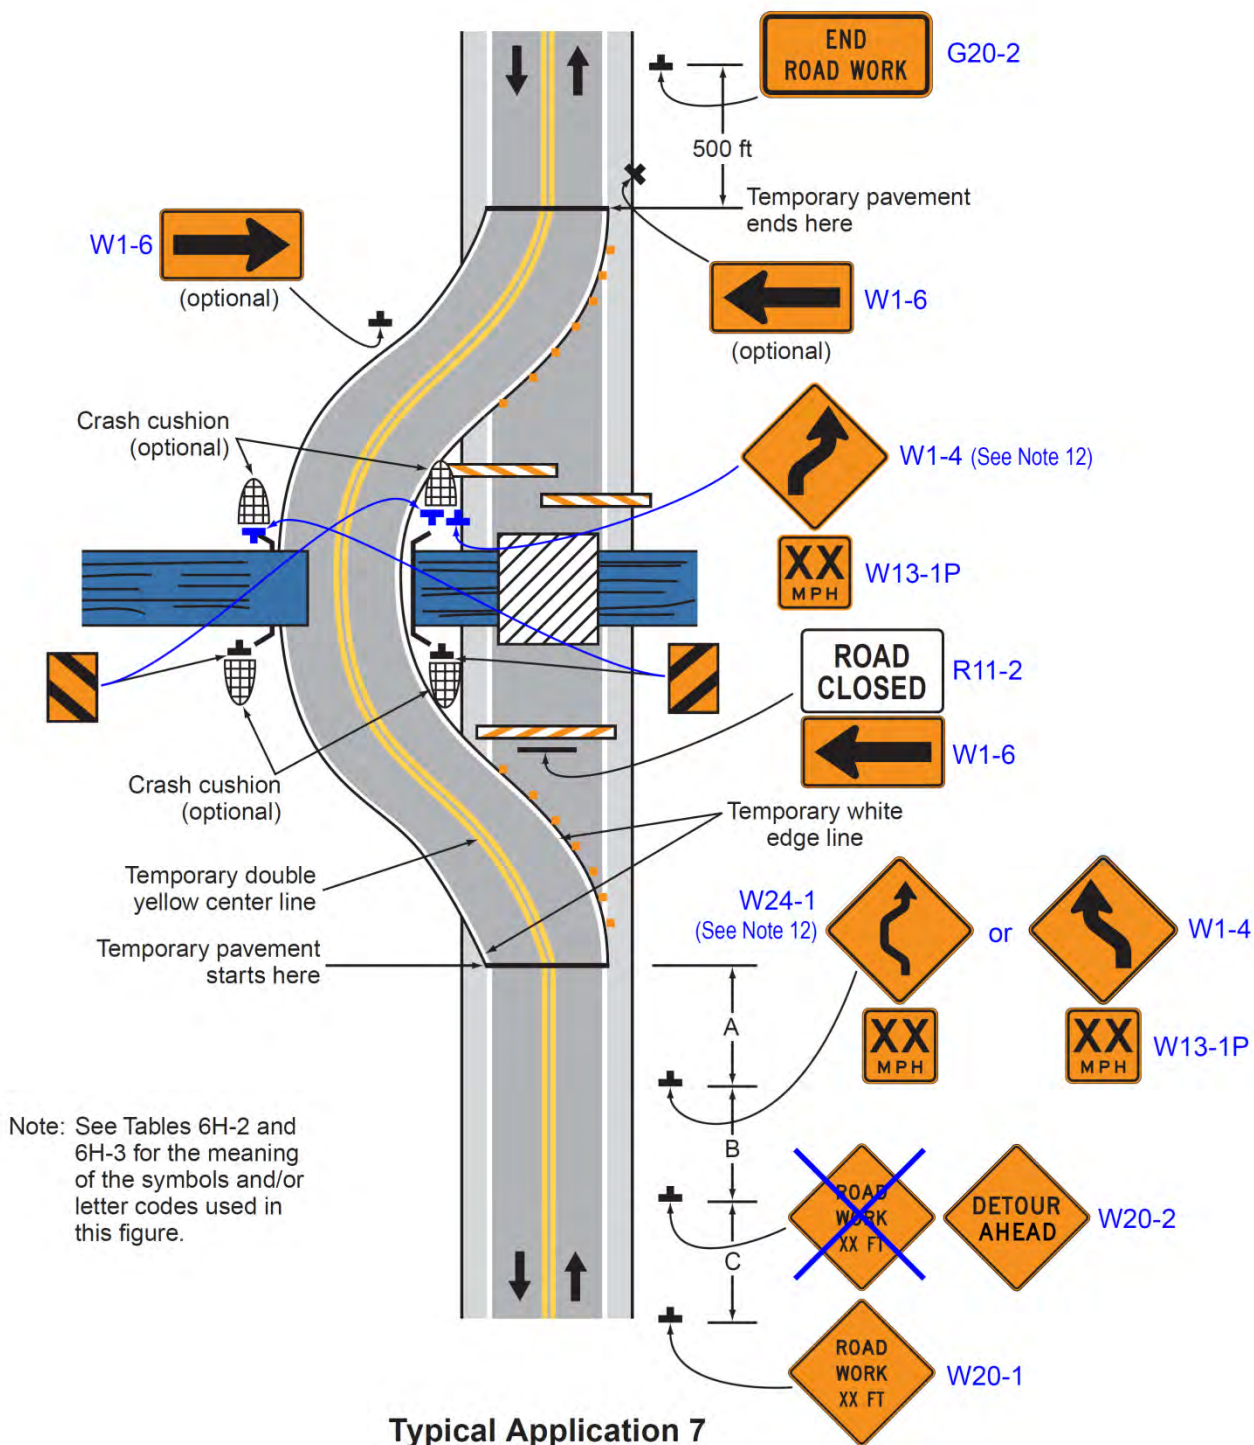 END
ROAD WORK
G20-2
500 ft
Temporary pavement
ends here
W1-6
(optional)
W1-6
(optional)
Crash cushion
(optional)
W1-4 (See Note 12)
XX
MPH
W13-1P
ROAD
CLOSED
R11-2
W1-6
Crash cushion
(optional)
Temporary white
edge line
Temporary double
yellow center line
W24-1
(See Note 12)
or
W1-4
Temporary pavement
starts here
A
XX
MPH
XX
MPH
W13-1P
Note: See Tables 6H-2 and
6H-3 for the meaning
of the symbols and/or
letter codes used in
this figure.
B
ROAD
WORK
XX FT
DETOUR
AHEAD
W20-2
C
ROAD
WORK
XX FT
W20-1
Typical Application 7